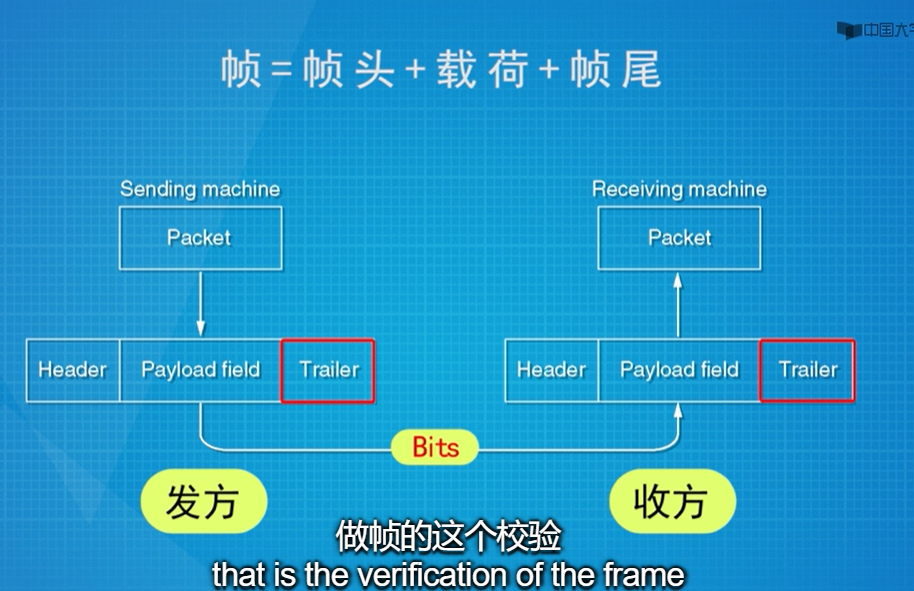 中国大
帧=帧头+载荷+帧尾
Sending machine
Receiving machine
Packet
Packet
Header
Payload field
Trailer
Header
Payload field
Trailer
Bits
发方
收方
做帧的这个校验
that is the verification of the frame